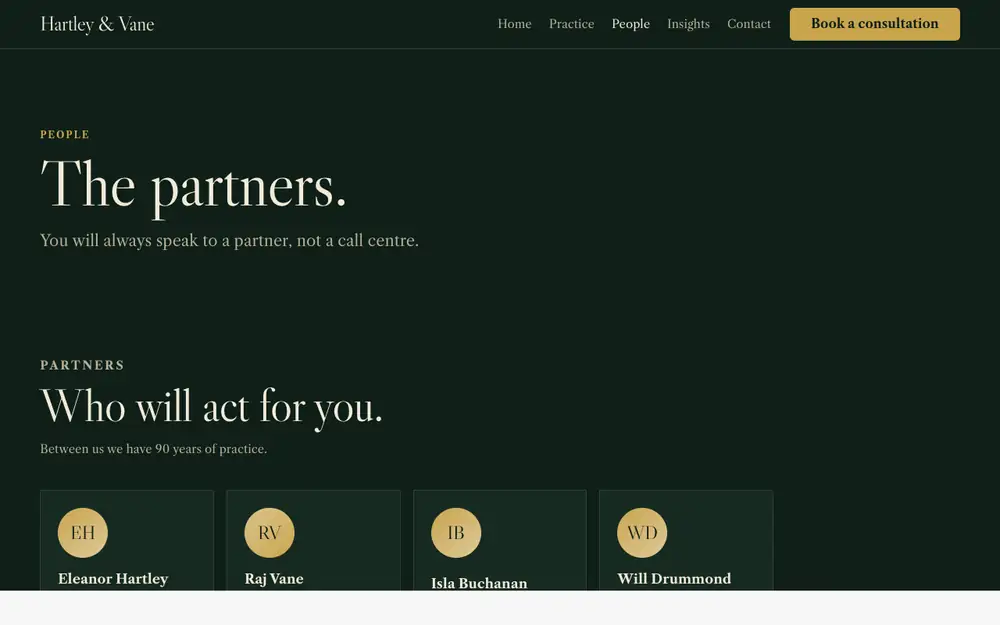 Hartley & Vane
Home Practice People Insights Contact Book a consultation
PEOPLE
The partners.
You will always speak to a partner, not a call centre.
PARTNERS
Who will act for you.
Between us we have 90 years of practice.
EH RV IB WD
Eleanor Hartley Raj Vane Isla Buchanan Will Drummond